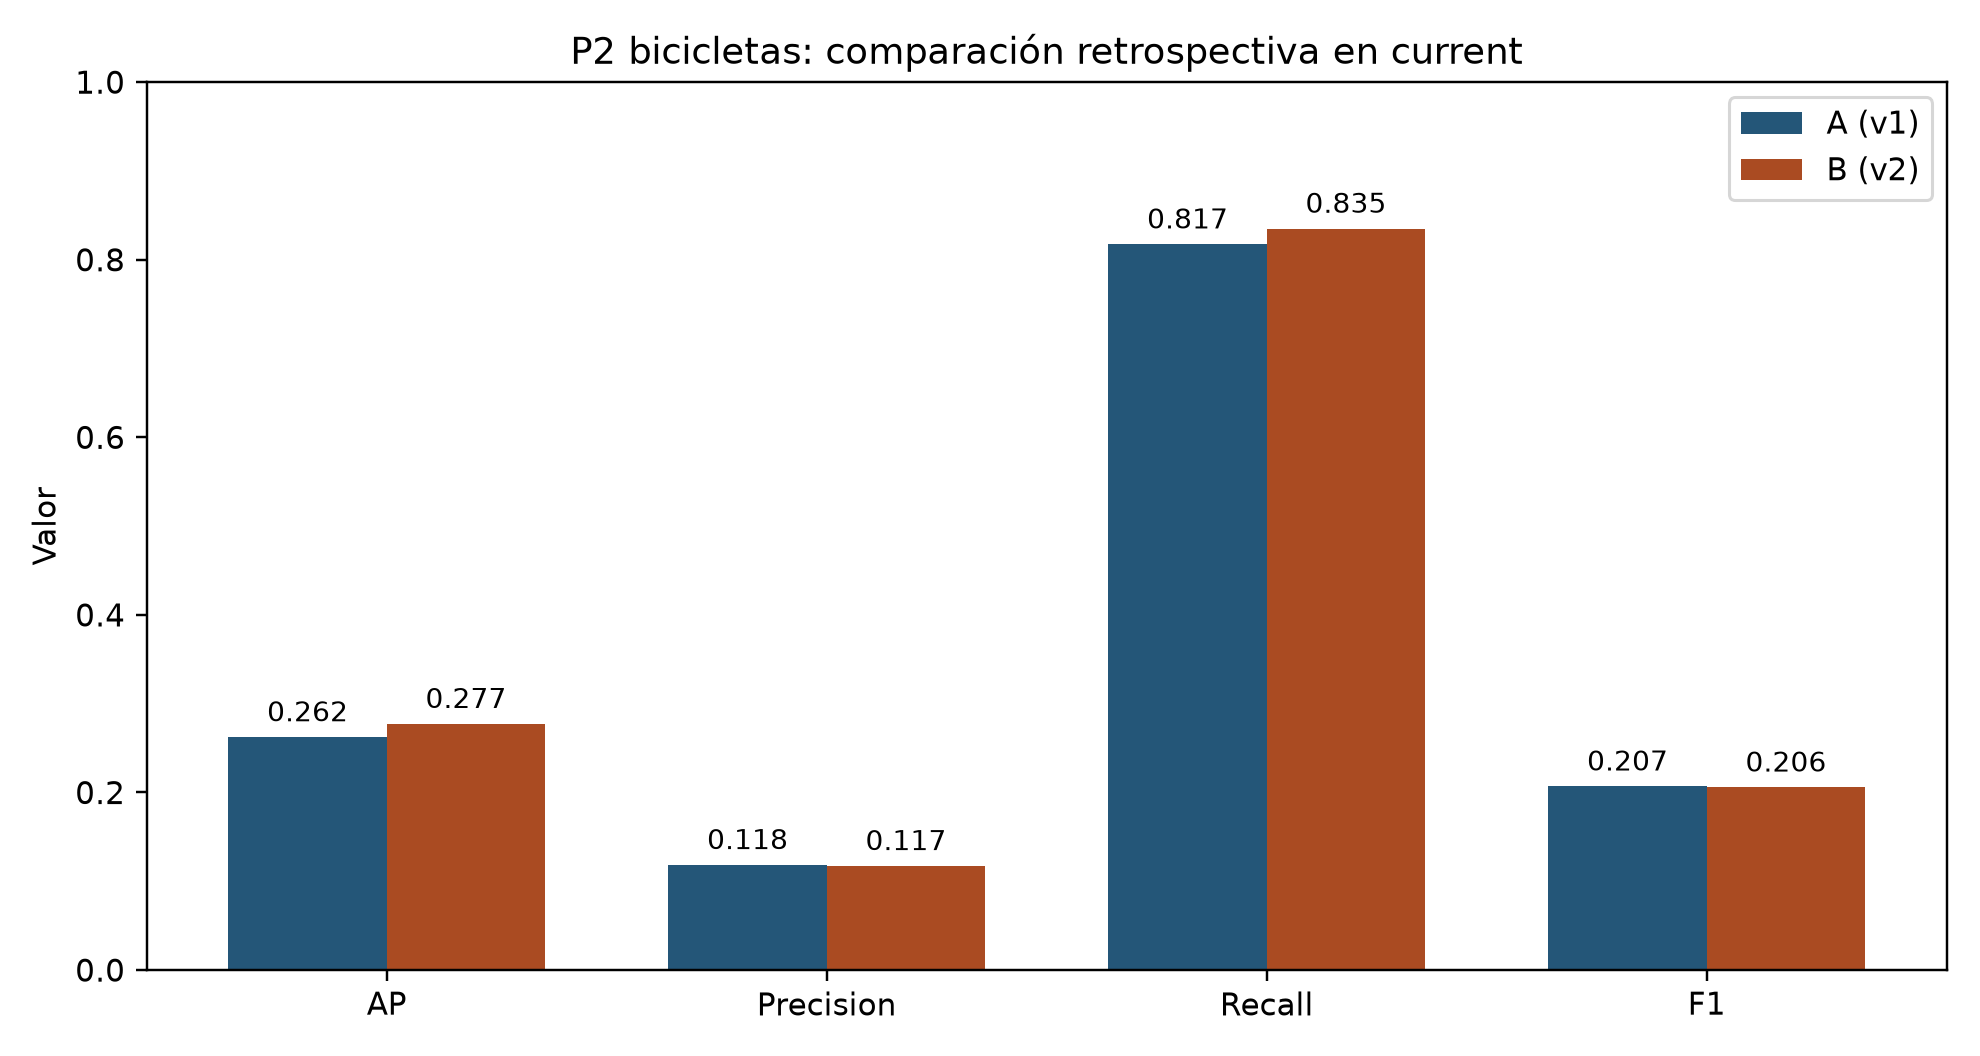 P2 bicicletas: comparación retrospectiva en current
A (v1)
B (v2)
Valor
1.0
0.8
0.6
0.4
0.2
0.0
0.262
0.277
0.118
0.117
0.817
0.835
0.207
0.206
AP
Precision
Recall
F1